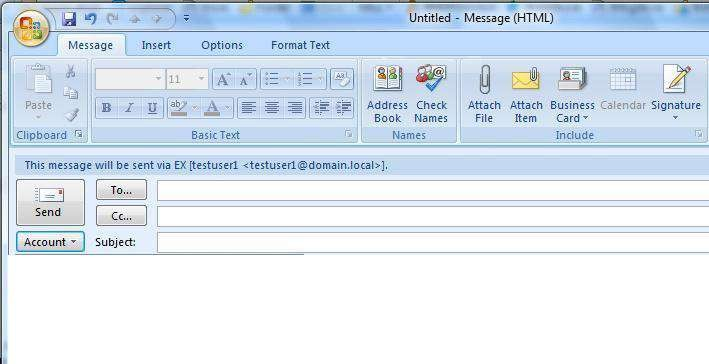 Untitled - Message (HTML)
Message Insert Options Format Text
Paste
11
A A
ABC
B I U
ab A
Address Book
Check Names
Attach File
Attach Item
Business Card
Calendar
Signature
Clipboard
Basic Text
Names
Include
This message will be sent via EX [testuser1 <testuser1@domain.local>].
Send
To...
Cc...
Account
Subject: